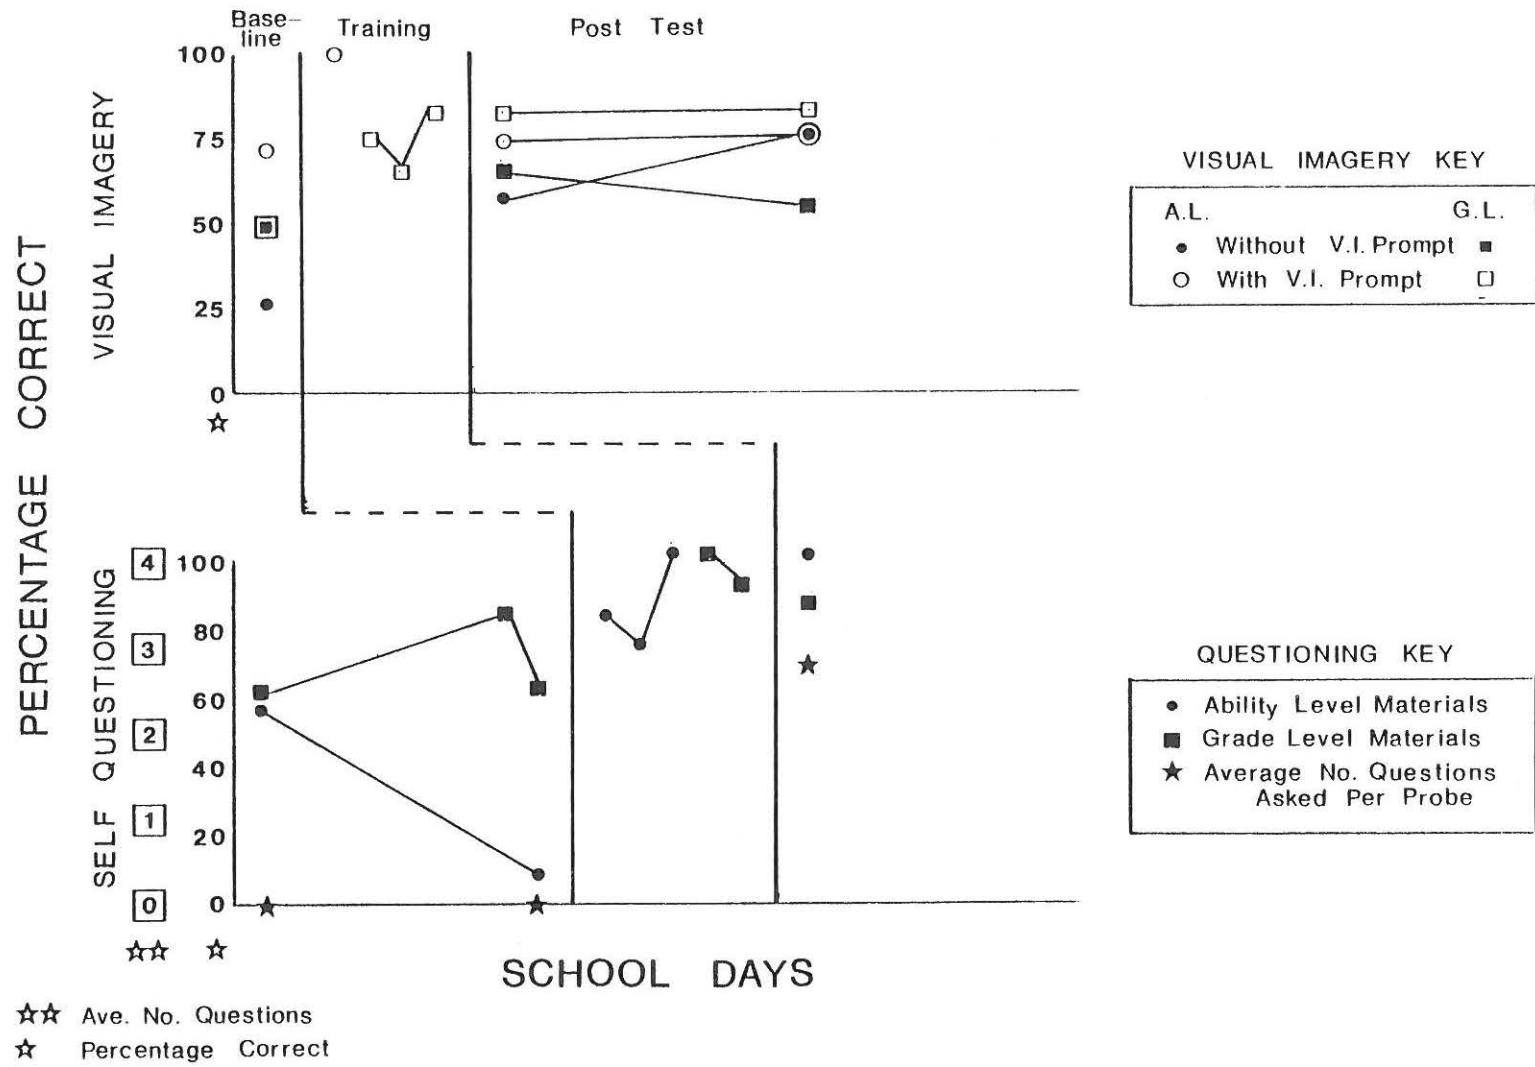 Base-
line
Training
Post Test
PERCENTAGE CORRECT
VISUAL IMAGERY
100
75
50
25
0
☆
VISUAL IMAGERY KEY
A.L. G.L.
● Without V.I. Prompt ■
○ With V.I. Prompt □
SELF QUESTIONING
4
3
2
1
0
☆☆
100
80
60
40
20
0
☆
QUESTIONING KEY
● Ability Level Materials
■ Grade Level Materials
★ Average No. Questions
Asked Per Probe
SCHOOL DAYS
☆☆ Ave. No. Questions
☆ Percentage Correct